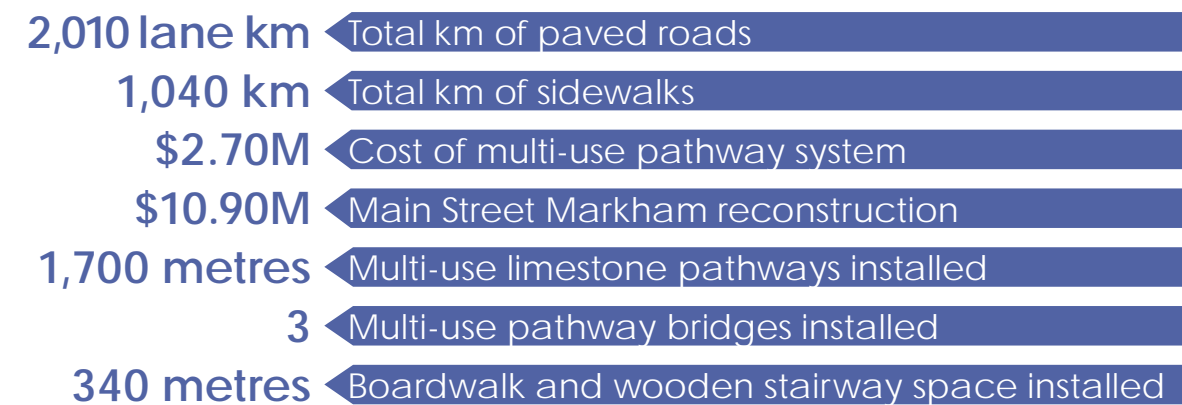 2,010 lane km Total km of paved roads
1,040 km Total km of sidewalks
$2.70M Cost of multi-use pathway system
$10.90M Main Street Markham reconstruction
1,700 metres Multi-use limestone pathways installed
3 Multi-use pathway bridges installed
340 metres Boardwalk and wooden stairway space installed